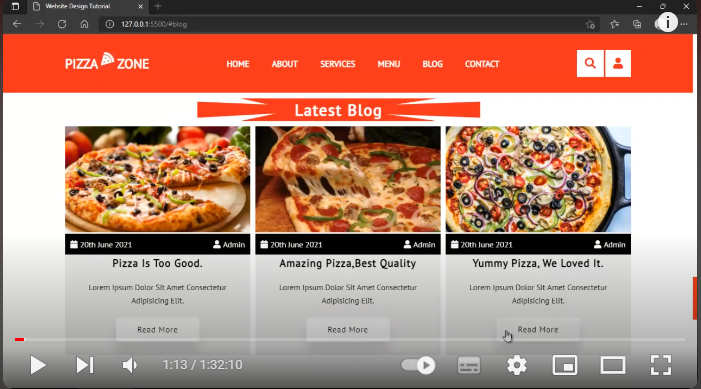 Website Design Tutorial
127.0.0.1:5500/#blog
PIZZA ZONE
HOME ABOUT SERVICES MENU BLOG CONTACT
Latest Blog
20th June 2021 Admin 20th June 2021 Admin 20th June 2021 Admin
Pizza Is Too Good. Amazing Pizza,Best Quality Yummy Pizza, We Loved It.
Lorem Ipsum Dolor Sit Amet Consectetur Lorem Ipsum Dolor Sit Amet Consectetur Lorem Ipsum Dolor Sit Amet Consectetur
Adipisicing Elit. Adipisicing Elit. Adipisicing Elit.
Read More Read More Read More
1:13 / 1:32:10